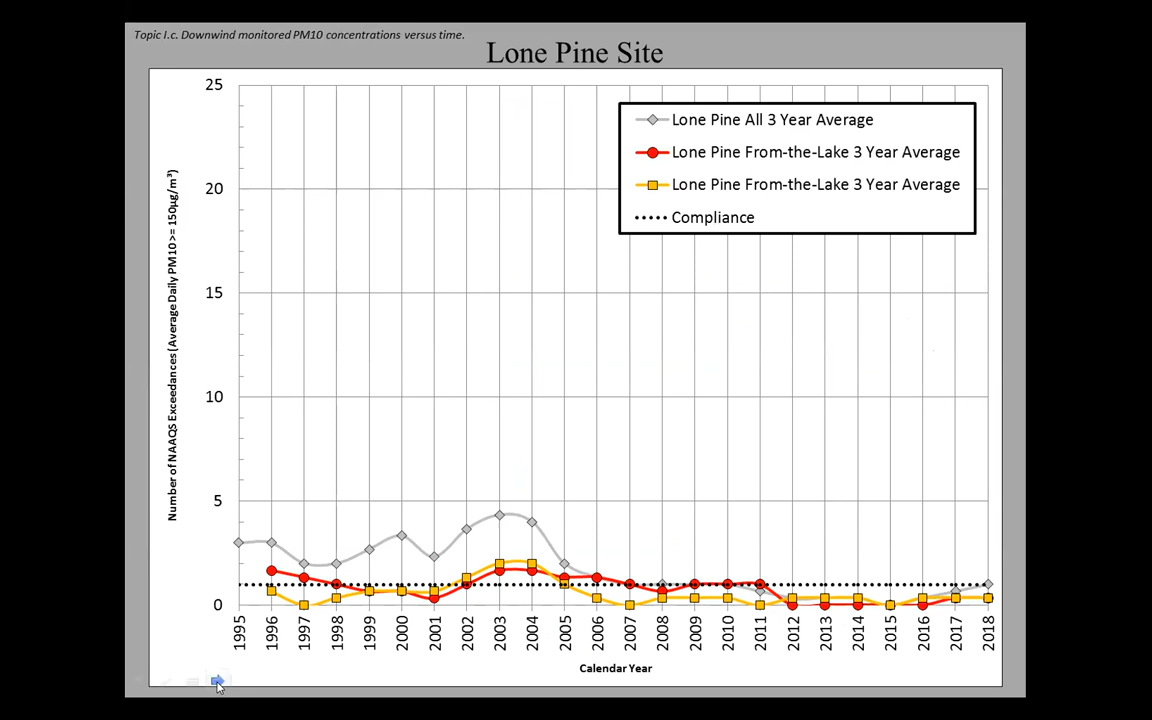 Topic I.c. Downwind monitored PM10 concentrations versus time.
Lone Pine Site
25
20
15
10
5
0
Number of NAAQS Exceedances (Average Daily PM10 >= 150µg/m³)
Lone Pine All 3 Year Average
Lone Pine From-the-Lake 3 Year Average
Lone Pine From-the-Lake 3 Year Average
Compliance
1995 1996 1997 1998 1999 2000 2001 2002 2003 2004 2005 2006 2007 2008 2009 2010 2011 2012 2013 2014 2015 2016 2017 2018
Calendar Year